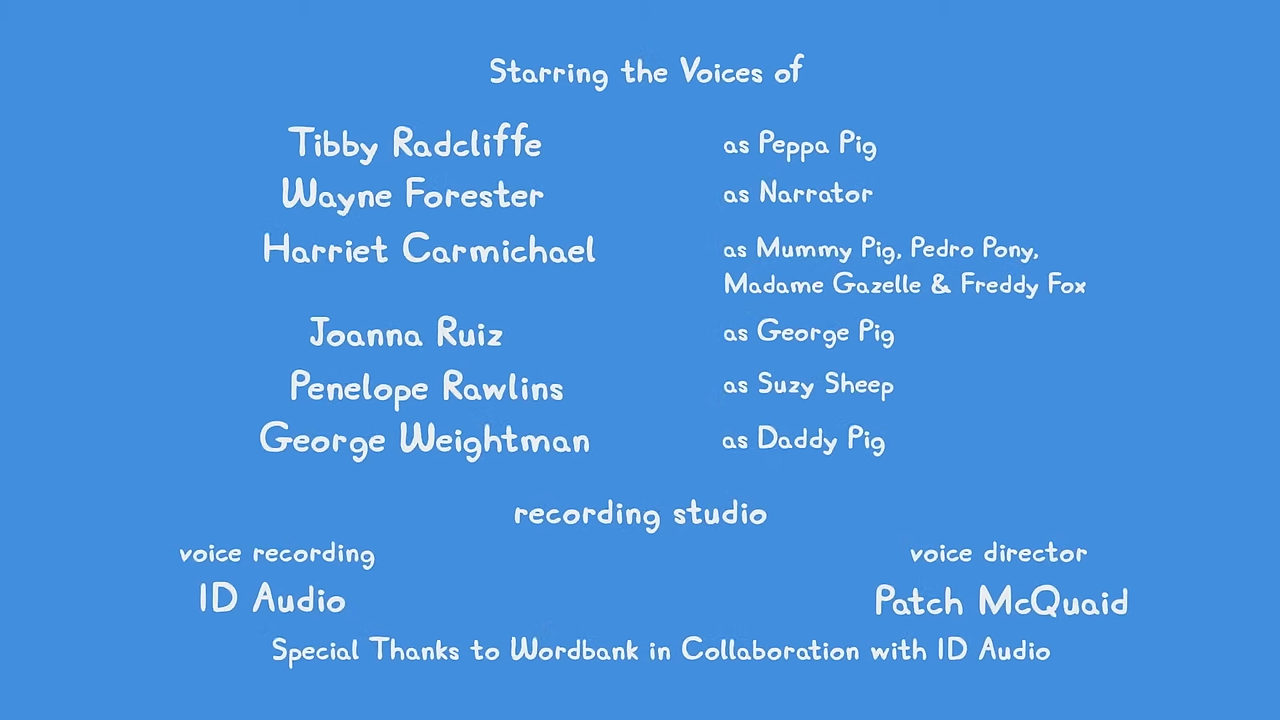 Starring the Voices of
Tibby Radcliffe as Peppa Pig
Wayne Forester as Narrator
Harriet Carmichael as Mummy Pig, Pedro Pony,
Madame Gazelle & Freddy Fox
Joanna Ruiz as George Pig
Penelope Rawlins as Suzy Sheep
George Weightman as Daddy Pig
recording studio
voice recording voice director
ID Audio Patch McQuaid
Special Thanks to Wordbank in Collaboration with ID Audio